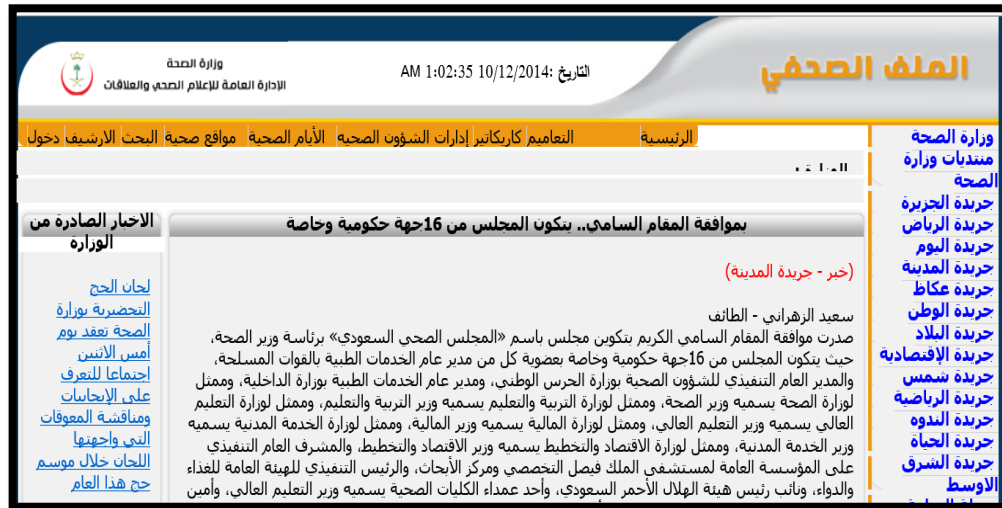 الملف الصحفي
التاريخ :10/12/2014 1:02:35 AM
وزارة الصحة
الإدارة العامة للإعلام الصحي والعلاقات
الرئيسية التعاميم كاريكاتير إدارات الشؤون الصحيه الأيام الصحية مواقع صحية البحث الارشيف دخول
وزارة الصحة
منتديات وزارة
الصحة
جريدة الجزيرة
جريدة الرياض
جريدة اليوم
جريدة المدينة
جريدة عكاظ
جريدة الوطن
جريدة البلاد
جريدة الإقتصادية
جريدة شمس
جريدة الرياضية
جريدة الندوه
جريدة الحياة
جريدة الشرق
الاوسط
بموافقة المقام السامي.. يتكون المجلس من 16جهة حكومية وخاصة
(خبر - جريدة المدينة)
سعيد الزهراني - الطائف
صدرت موافقة المقام السامي الكريم بتكوين مجلس باسم «المجلس الصحي السعودي» برئاسة وزير الصحة،
حيث يتكون المجلس من 16جهة حكومية وخاصة بعضوية كل من مدير عام الخدمات الطبية بالقوات المسلحة،
والمدير العام التنفيذي للشؤون الصحية بوزارة الحرس الوطني، ومدير عام الخدمات الطبية بوزارة الداخلية، وممثل
لوزارة الصحة يسميه وزير الصحة، وممثل لوزارة التربية والتعليم يسميه وزير التربية والتعليم، وممثل لوزارة التعليم
العالي يسميه وزير التعليم العالي، وممثل لوزارة المالية يسميه وزير المالية، وممثل لوزارة الخدمة المدنية يسميه
وزير الخدمة المدنية، وممثل لوزارة الاقتصاد والتخطيط يسميه وزير الاقتصاد والتخطيط، والمشرف العام التنفيذي
على المؤسسة العامة لمستشفى الملك فيصل التخصصي ومركز الأبحاث، والرئيس التنفيذي للهيئة العامة للغذاء
والدواء، ونائب رئيس هيئة الهلال الأحمر السعودي، وأحد عمداء الكليات الصحية يسميه وزير التعليم العالي، وأمين
الاخبار الصادرة من
الوزارة
لجان الحج
التحضيرية بوزارة
الصحة تعقد يوم
أمس الاثنين
اجتماعا للتعرف
على الإيجابيات
ومناقشة المعوقات
التي واجهتها
اللجان خلال موسم
حج هذا العام